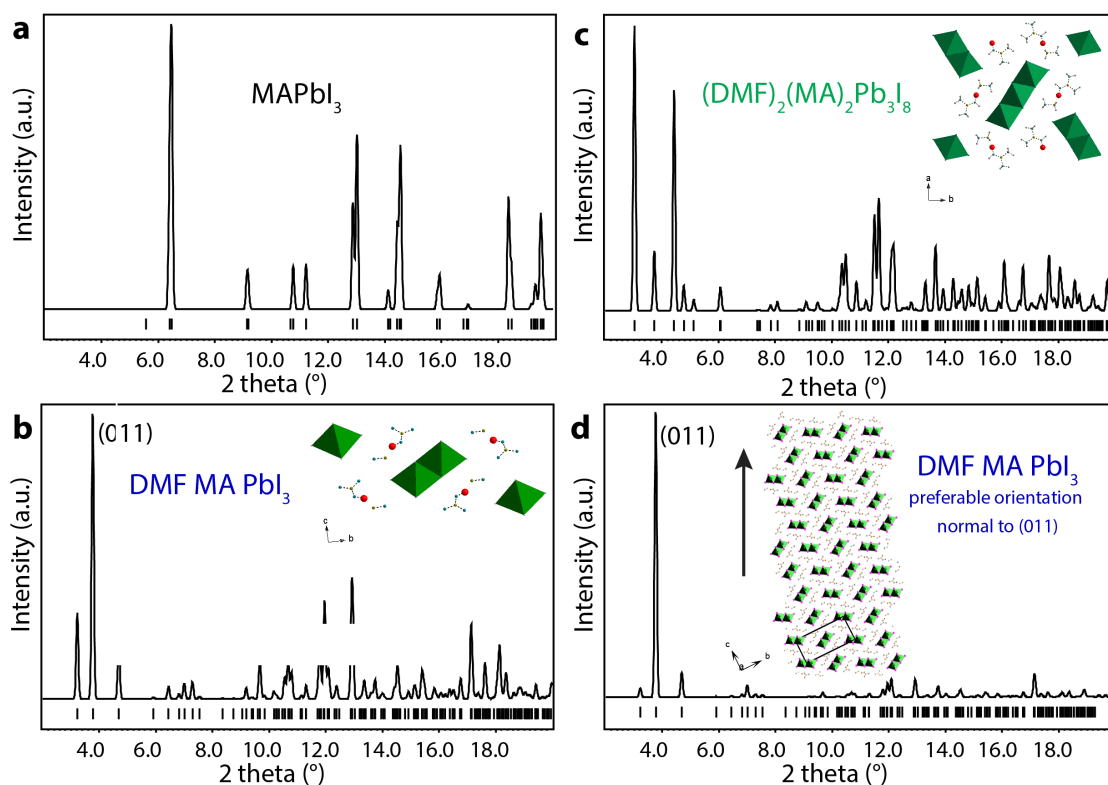 a
MAPbI3
Intensity (a.u.)
4.0 6.0 8.0 10.0 12.0 14.0 16.0 18.0
2 theta (°)
c
(DMF)2(MA)2Pb3I8
a
b
Intensity (a.u.)
4.0 6.0 8.0 10.0 12.0 14.0 16.0 18.0
2 theta (°)
b
(011)
DMF MA PbI3
c
b
Intensity (a.u.)
4.0 6.0 8.0 10.0 12.0 14.0 16.0 18.0
2 theta (°)
d
(011)
DMF MA PbI3
preferable orientation
normal to (011)
c
a
b
Intensity (a.u.)
4.0 6.0 8.0 10.0 12.0 14.0 16.0 18.0
2 theta (°)